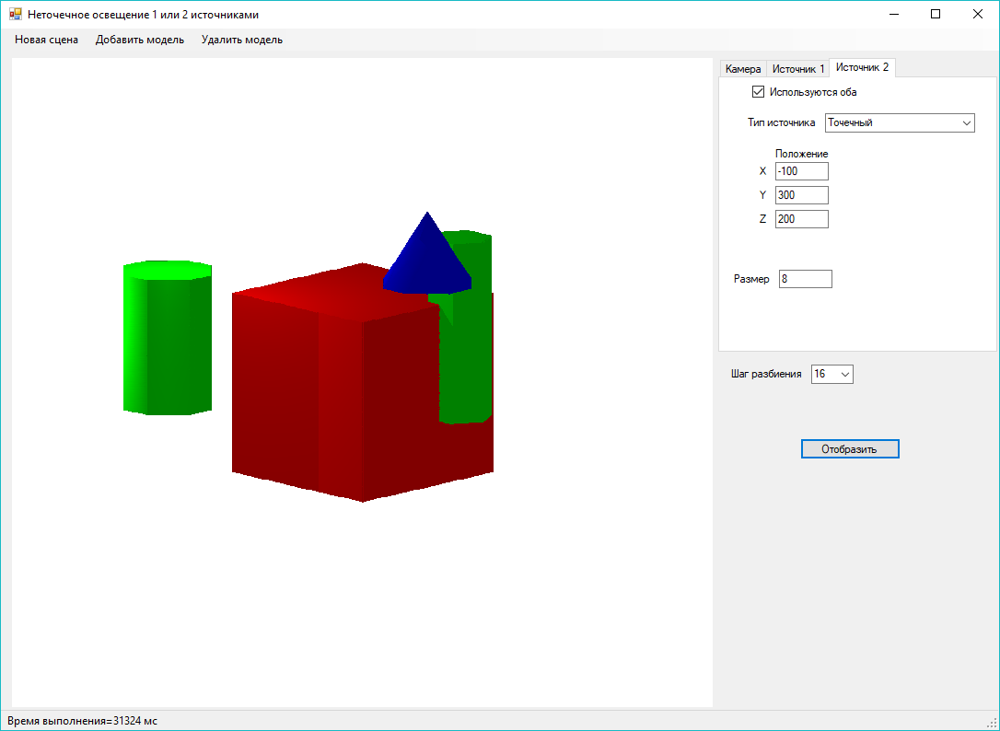 Неточечное освещение 1 или 2 источниками
Новая сцена Добавить модель Удалить модель
Камера Источник 1 Источник 2
Используются оба
Тип источника Точечный
Положение
X -100
Y 300
Z 200
Размер 8
Шаг разбиения 16
Отобразить
Время выполнения=31324 мс